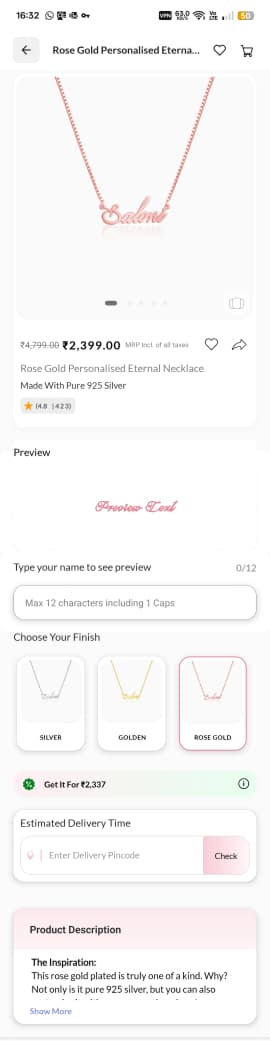 16:32
VPN 63.0 KB/S Vo LTE 50
Rose Gold Personalised Eterna...
Saloni
₹4,799.00 ₹2,399.00 MRP incl. of all taxes
Rose Gold Personalised Eternal Necklace
Made With Pure 925 Silver
(4.8 | 423)
Preview
Preview Text
Type your name to see preview 0/12
Max 12 characters including 1 Caps
Choose Your Finish
Saloni Saloni Saloni
SILVER GOLDEN ROSE GOLD
Get It For ₹2,337
Estimated Delivery Time
Enter Delivery Pincode Check
Product Description
The Inspiration:
This rose gold plated is truly one of a kind. Why?
Not only is it pure 925 silver, but you can also
Show More